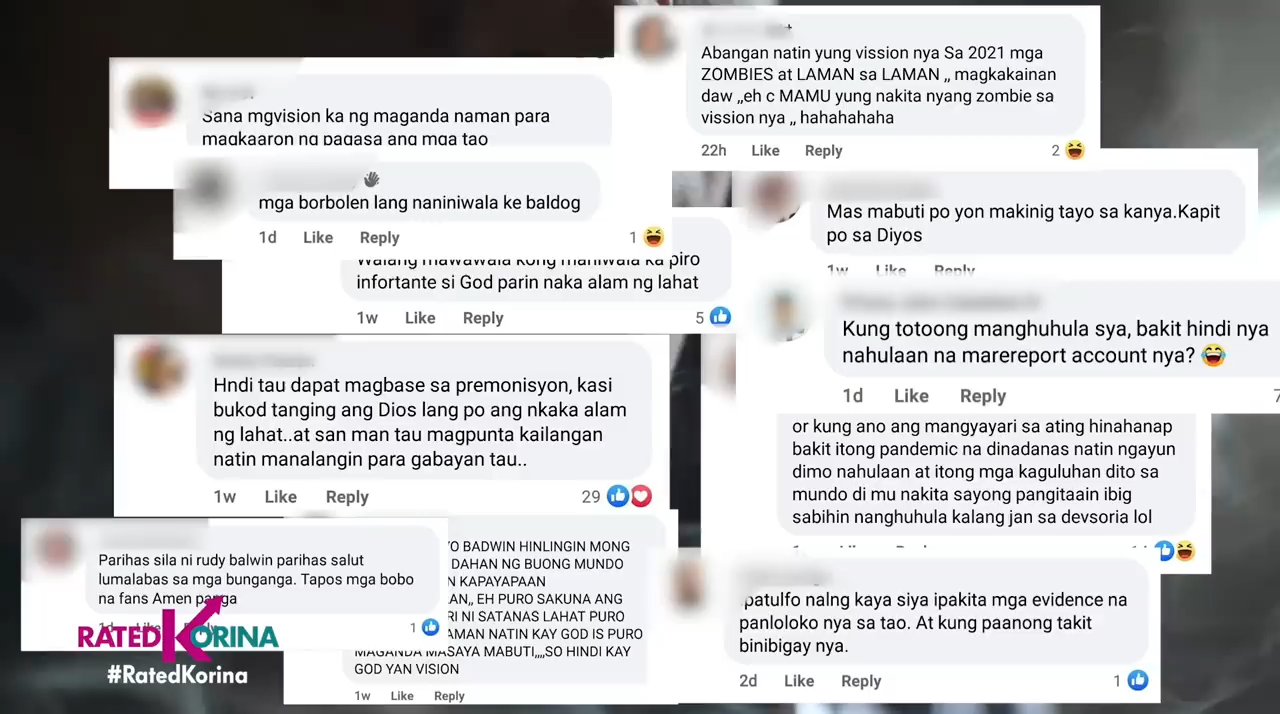 Sana mgvision ka ng maganda naman para
magkaaron ng pagasa ang mga tao
mga borbolen lang naniniwala ke baldog
1d Like Reply 1
Walang mawawala kong maniwala ka piro
infortante si God parin naka alam ng lahat
1w Like Reply 5
Hndi tau dapat magbase sa premonisyon, kasi
bukod tanging ang Dios lang po ang nkaka alam
ng lahat..at san man tau magpunta kailangan
natin manalangin para gabayan tau..
1w Like Reply 29
Parihas sila ni rudy balwin parihas salut
lumalabas sa mga bunganga. Tapos mga bobo
na fans Amen panga
1d Like Reply 1
RATED KORINA
#RatedKorina
YO BADWIN HINLINGIN MONG
DAHAN NG BUONG MUNDO
N KAPAYAPAAN
AN,, EH PURO SAKUNA ANG
RI NI SATANAS LAHAT PURO
AMAN NATIN KAY GOD IS PURO
MAGANDA MASAYA MABUTI,,,,SO HINDI KAY
GOD YAN VISION
1w Like Reply
Abangan natin yung vission nya Sa 2021 mga
ZOMBIES at LAMAN sa LAMAN ,, magkakainan
daw ,,eh c MAMU yung nakita nyang zombie sa
vission nya ,, hahahahaha
22h Like Reply 2
Mas mabuti po yon makinig tayo sa kanya.Kapit
po sa Diyos
1w Like Reply
Kung totoong manghuhula sya, bakit hindi nya
nahulaan na marereport account nya? 😂
1d Like Reply 7
or kung ano ang mangyayari sa ating hinahanap
bakit itong pandemic na dinadanas natin ngayun
dimo nahulaan at itong mga kaguluhan dito sa
mundo di mu nakita sayong pangitaain ibig
sabihin nanghuhula kalang jan sa devsoria lol
ipatulfo nalng kaya siya ipakita mga evidence na
panloloko nya sa tao. At kung paanong takit
binibigay nya.
2d Like Reply 1